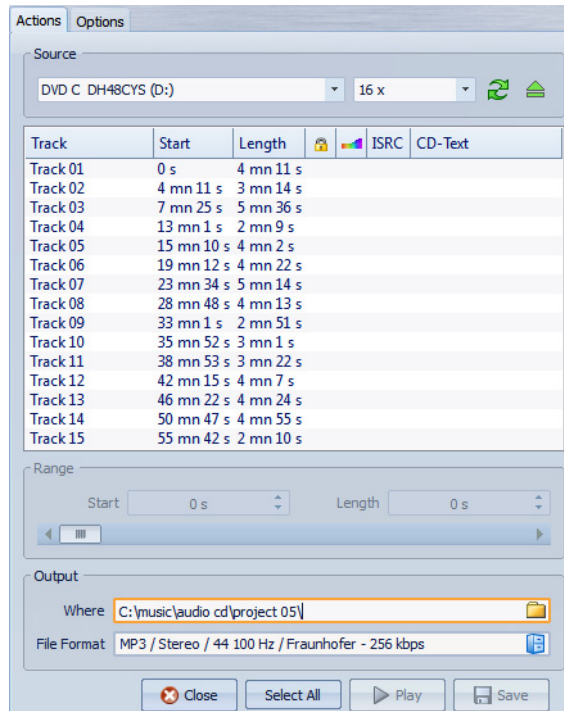 Actions Options
Source
DVD C DH48CYS (D:) 16 x
Track Start Length ISRC CD-Text
Track 01 0 s 4 mn 11 s
Track 02 4 mn 11 s 3 mn 14 s
Track 03 7 mn 25 s 5 mn 36 s
Track 04 13 mn 1 s 2 mn 9 s
Track 05 15 mn 10 s 4 mn 2 s
Track 06 19 mn 12 s 4 mn 22 s
Track 07 23 mn 34 s 5 mn 14 s
Track 08 28 mn 48 s 4 mn 13 s
Track 09 33 mn 1 s 2 mn 51 s
Track 10 35 mn 52 s 3 mn 1 s
Track 11 38 mn 53 s 3 mn 22 s
Track 12 42 mn 15 s 4 mn 7 s
Track 13 46 mn 22 s 4 mn 24 s
Track 14 50 mn 47 s 4 mn 55 s
Track 15 55 mn 42 s 2 mn 10 s
Range
Start 0 s Length 0 s
Output
Where C:\music\audio cd\project 05\
File Format MP3 / Stereo / 44 100 Hz / Fraunhofer - 256 kbps
Close Select All Play Save